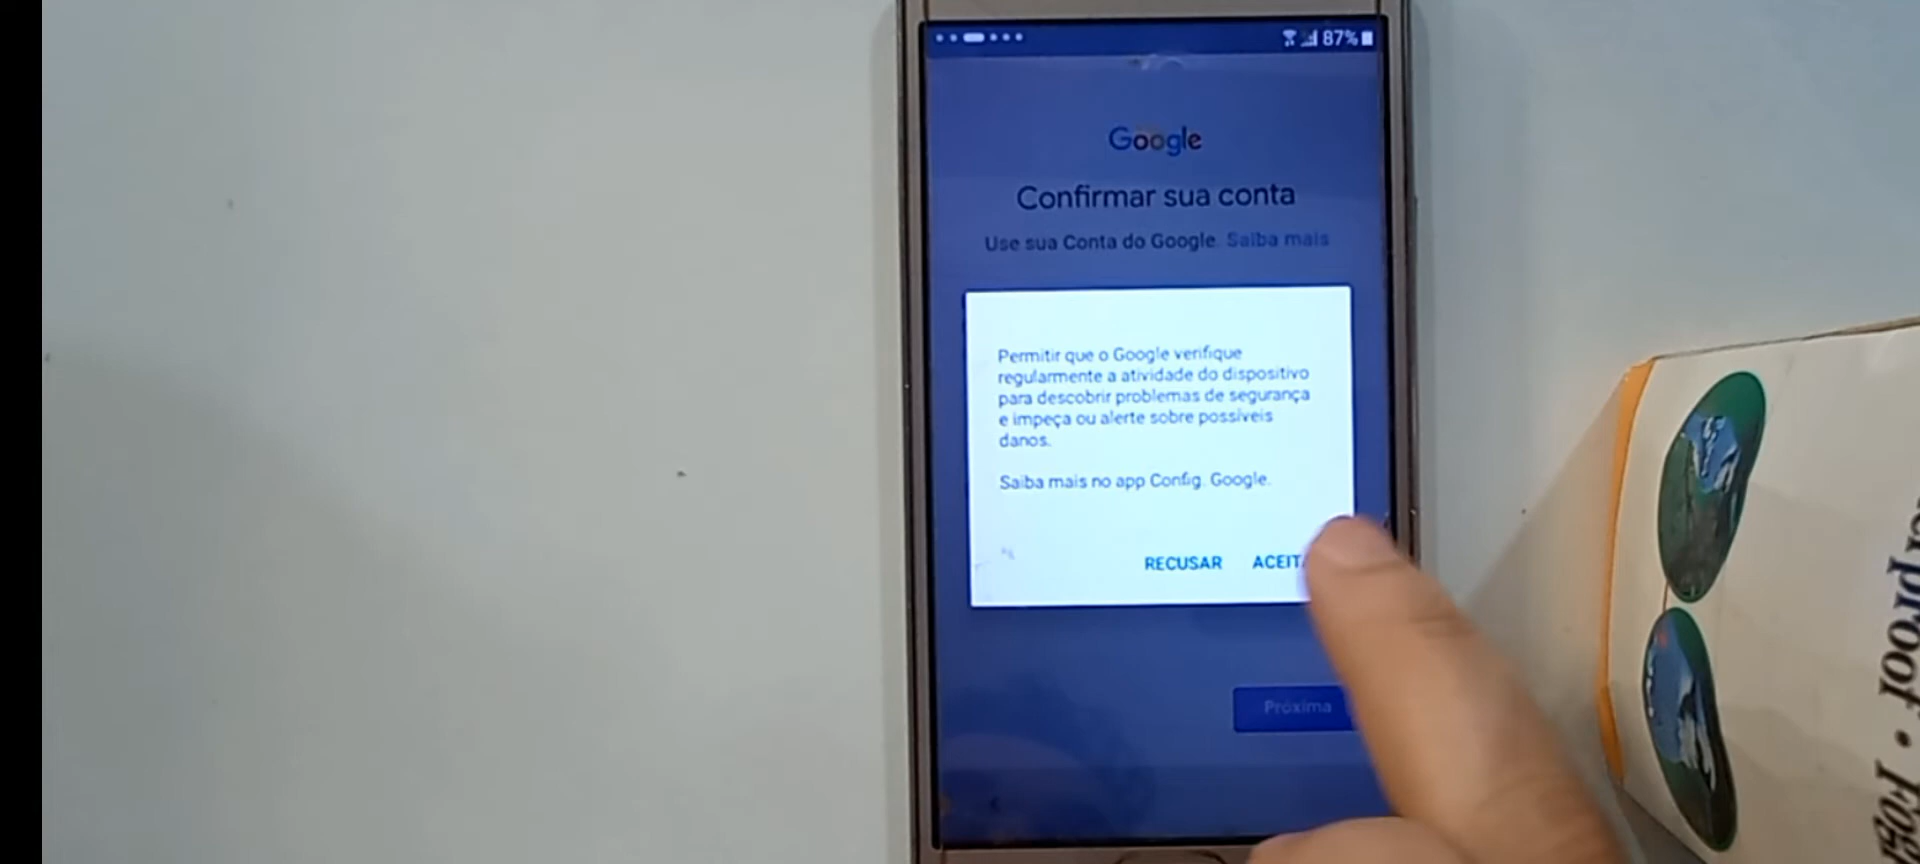 87%
Google
Confirmar sua conta
Use sua Conta do Google. Saiba mais
Permitir que o Google verifique
regularmente a atividade do dispositivo
para descobrir problemas de segurança
e impeça ou alerte sobre possíveis
danos.
Saiba mais no app Config. Google.
RECUSAR ACEIT
Próxima
proof •